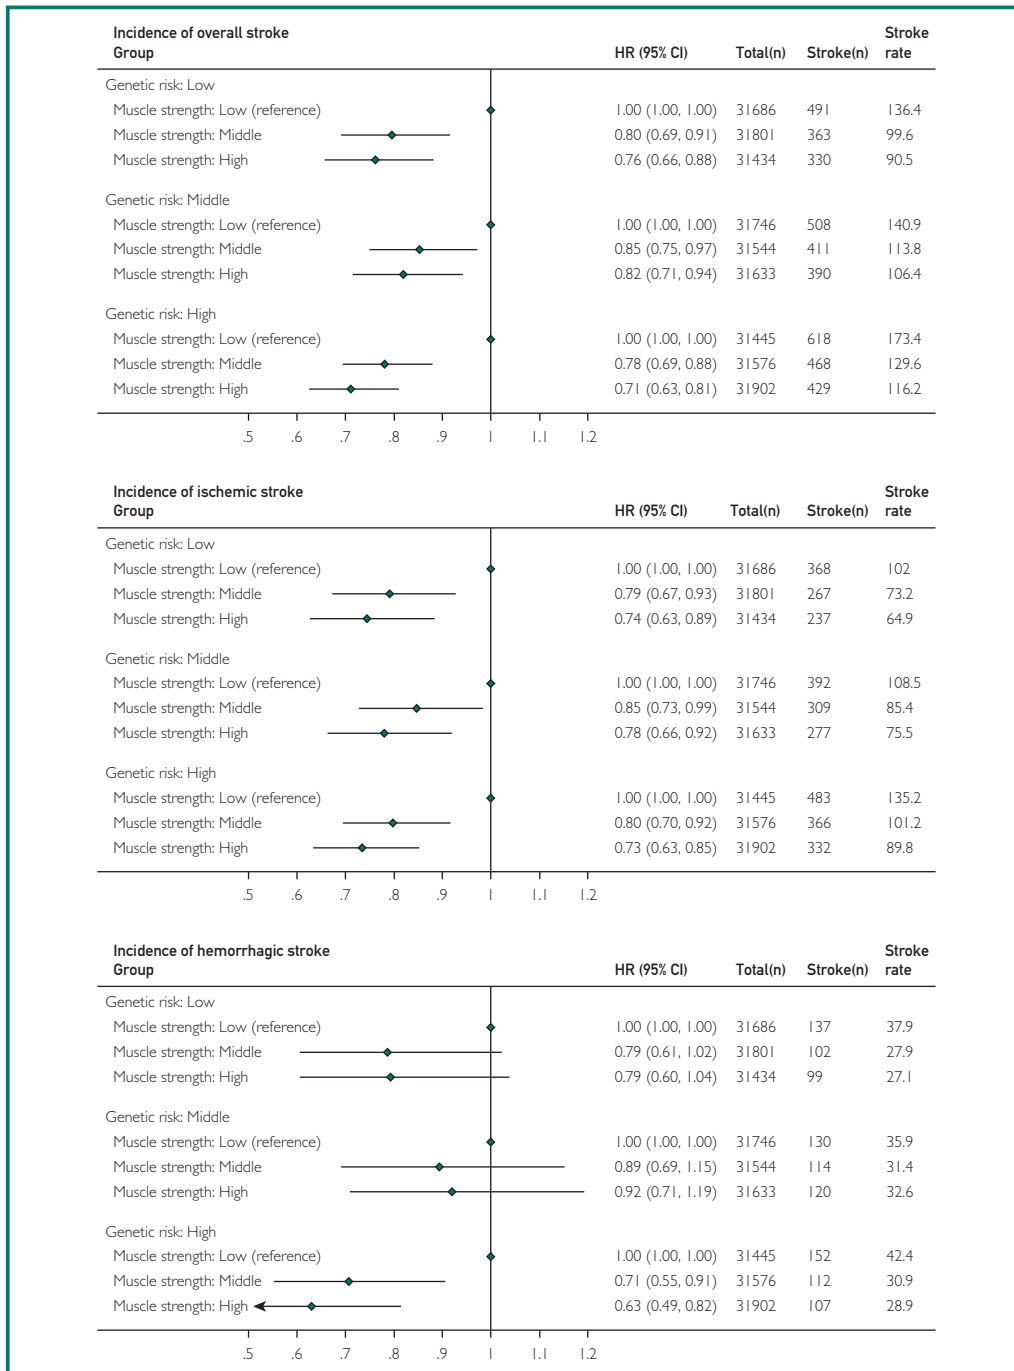 Incidence of overall stroke Stroke
Group HR (95% CI) Total(n) Stroke(n) rate
Genetic risk: Low
Muscle strength: Low (reference) 1.00 (1.00, 1.00) 31686 491 136.4
Muscle strength: Middle 0.80 (0.69, 0.91) 31801 363 99.6
Muscle strength: High 0.76 (0.66, 0.88) 31434 330 90.5
Genetic risk: Middle
Muscle strength: Low (reference) 1.00 (1.00, 1.00) 31746 508 140.9
Muscle strength: Middle 0.85 (0.75, 0.97) 31544 411 113.8
Muscle strength: High 0.82 (0.71, 0.94) 31633 390 106.4
Genetic risk: High
Muscle strength: Low (reference) 1.00 (1.00, 1.00) 31445 618 173.4
Muscle strength: Middle 0.78 (0.69, 0.88) 31576 468 129.6
Muscle strength: High 0.71 (0.63, 0.81) 31902 429 116.2
.5 .6 .7 .8 .9 1 1.1 1.2
Incidence of ischemic stroke Stroke
Group HR (95% CI) Total(n) Stroke(n) rate
Genetic risk: Low
Muscle strength: Low (reference) 1.00 (1.00, 1.00) 31686 368 102
Muscle strength: Middle 0.79 (0.67, 0.93) 31801 267 73.2
Muscle strength: High 0.74 (0.63, 0.89) 31434 237 64.9
Genetic risk: Middle
Muscle strength: Low (reference) 1.00 (1.00, 1.00) 31746 392 108.5
Muscle strength: Middle 0.85 (0.73, 0.99) 31544 309 85.4
Muscle strength: High 0.78 (0.66, 0.92) 31633 277 75.5
Genetic risk: High
Muscle strength: Low (reference) 1.00 (1.00, 1.00) 31445 483 135.2
Muscle strength: Middle 0.80 (0.70, 0.92) 31576 366 101.2
Muscle strength: High 0.73 (0.63, 0.85) 31902 332 89.8
.5 .6 .7 .8 .9 1 1.1 1.2
Incidence of hemorrhagic stroke Stroke
Group HR (95% CI) Total(n) Stroke(n) rate
Genetic risk: Low
Muscle strength: Low (reference) 1.00 (1.00, 1.00) 31686 137 37.9
Muscle strength: Middle 0.79 (0.61, 1.02) 31801 102 27.9
Muscle strength: High 0.79 (0.60, 1.04) 31434 99 27.1
Genetic risk: Middle
Muscle strength: Low (reference) 1.00 (1.00, 1.00) 31746 130 35.9
Muscle strength: Middle 0.89 (0.69, 1.15) 31544 114 31.4
Muscle strength: High 0.92 (0.71, 1.19) 31633 120 32.6
Genetic risk: High
Muscle strength: Low (reference) 1.00 (1.00, 1.00) 31445 152 42.4
Muscle strength: Middle 0.71 (0.55, 0.91) 31576 112 30.9
Muscle strength: High 0.63 (0.49, 0.82) 31902 107 28.9
.5 .6 .7 .8 .9 1 1.1 1.2